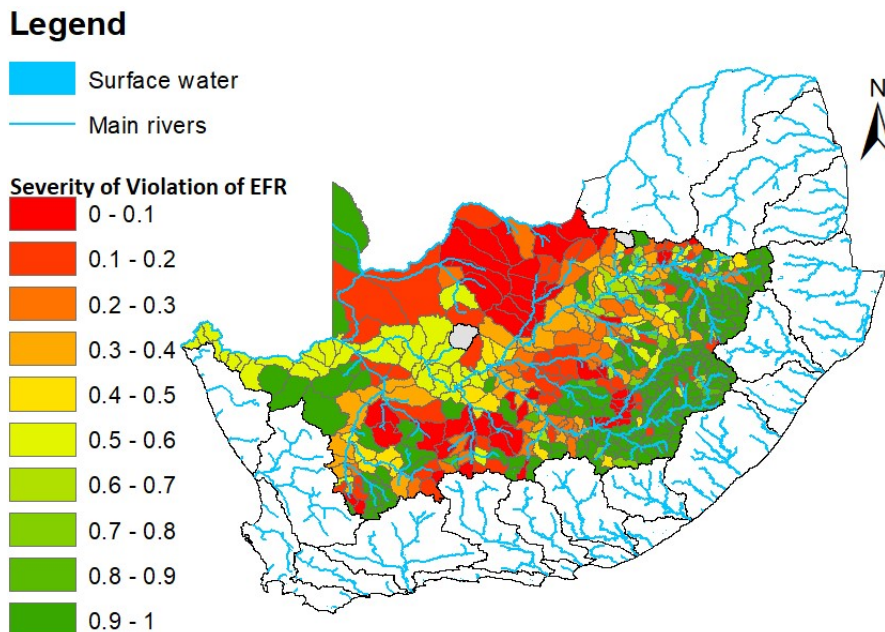 Legend
Surface water
Main rivers
Severity of Violation of EFR
0 - 0.1
0.1 - 0.2
0.2 - 0.3
0.3 - 0.4
0.4 - 0.5
0.5 - 0.6
0.6 - 0.7
0.7 - 0.8
0.8 - 0.9
0.9 - 1
N